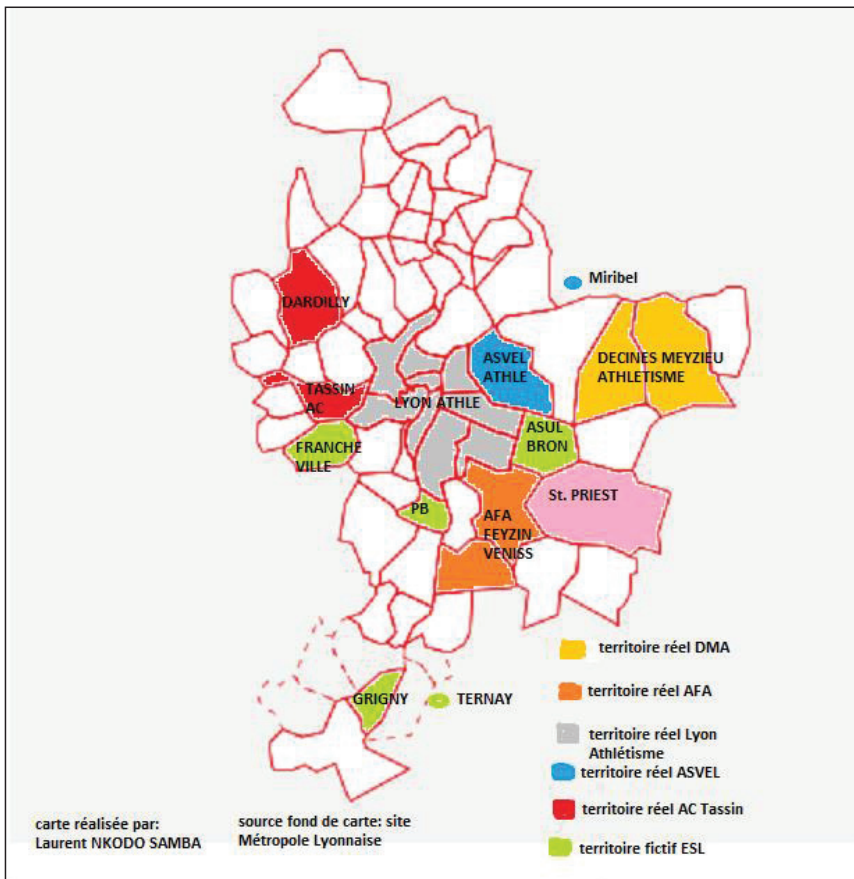 Miribel
DAROILLY
ASVEL
ATHLE
DECINES MEYZIEU
ATHLETISME
TASSIN
AC
LYON ATHLE
ASUL
BRON
FRANCHE
VILLE
St. PRIEST
PB
AFA
FEYZIN
VENISS
GRIGNY
TERNAY
territoire réel DMA
territoire réel AFA
territoire réel Lyon
Athlétisme
territoire réel ASVEL
territoire réel AC Tassin
territoire fictif ESL
carte réalisée par:
Laurent NKODO SAMBA
source fond de carte: site
Métropole Lyonnaise